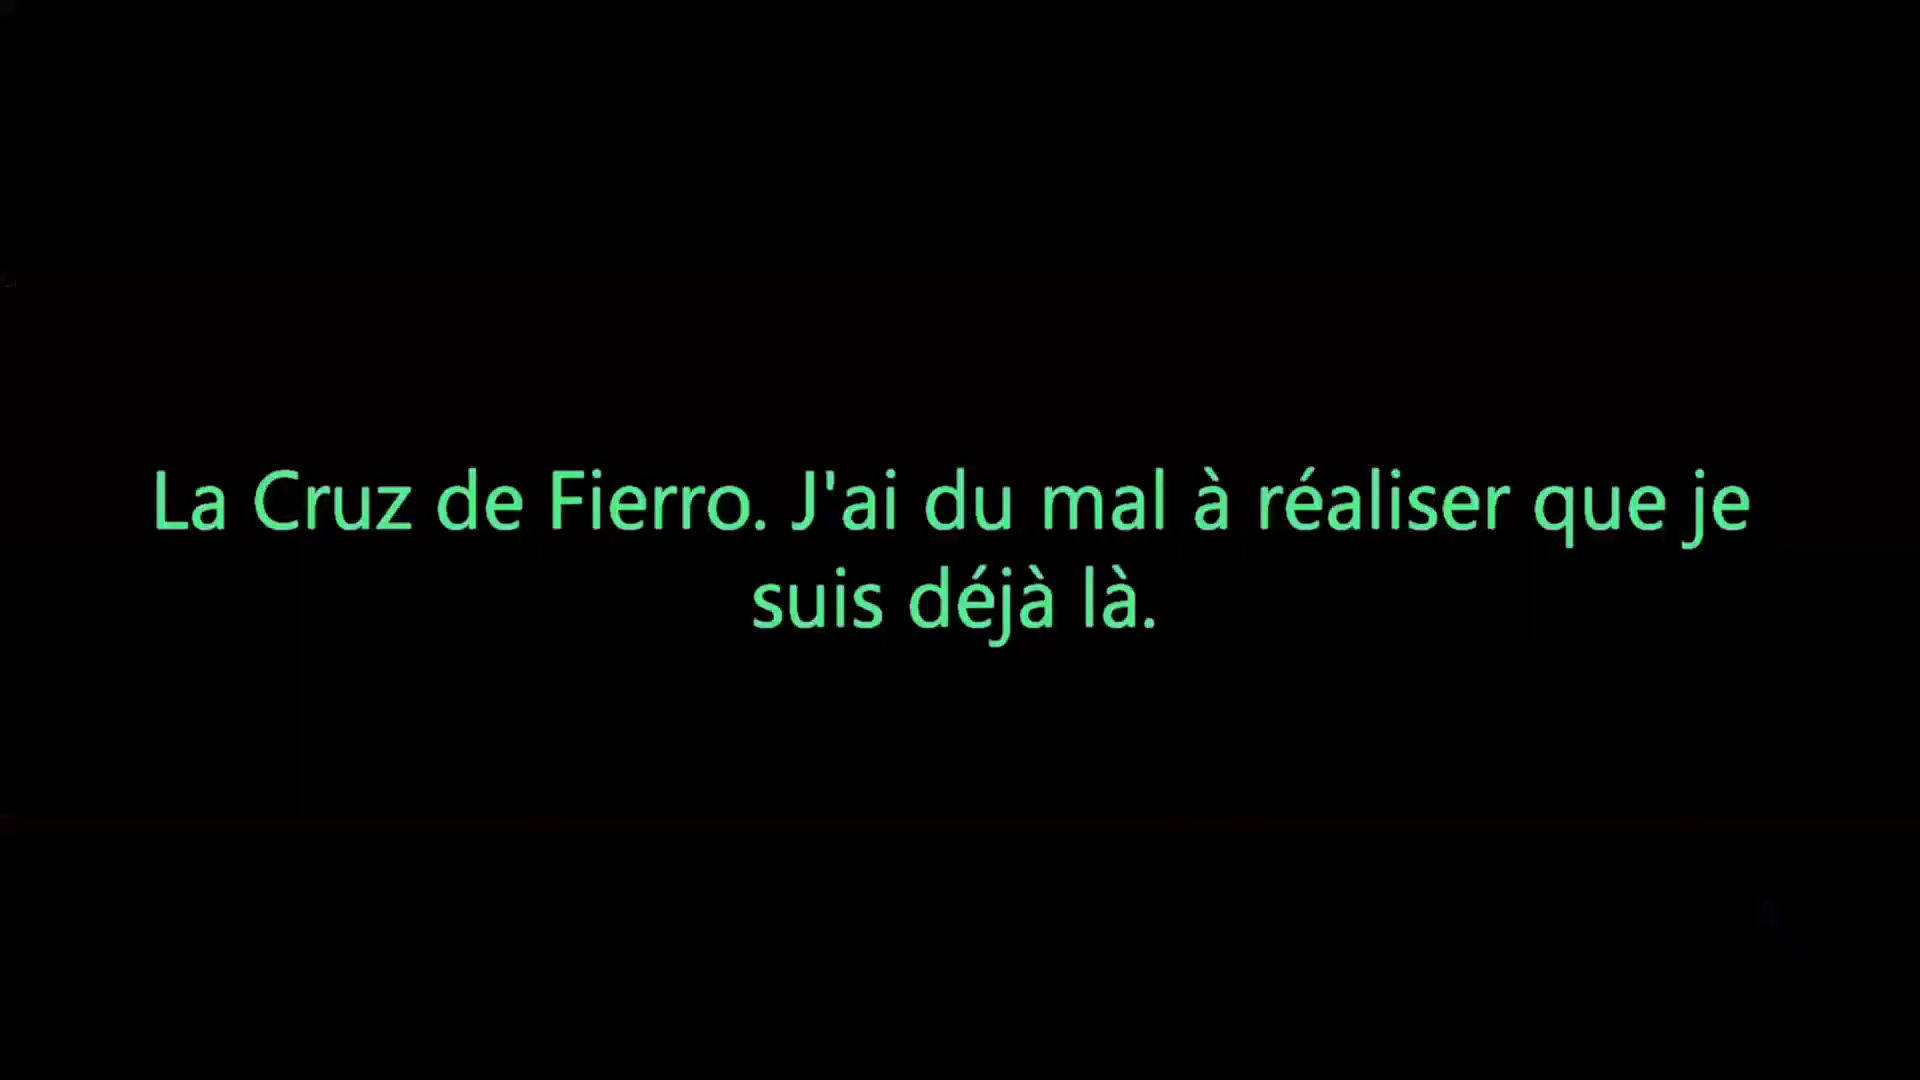 La Cruz de Fierro. J'ai du mal à réaliser que je
suis déjà là.